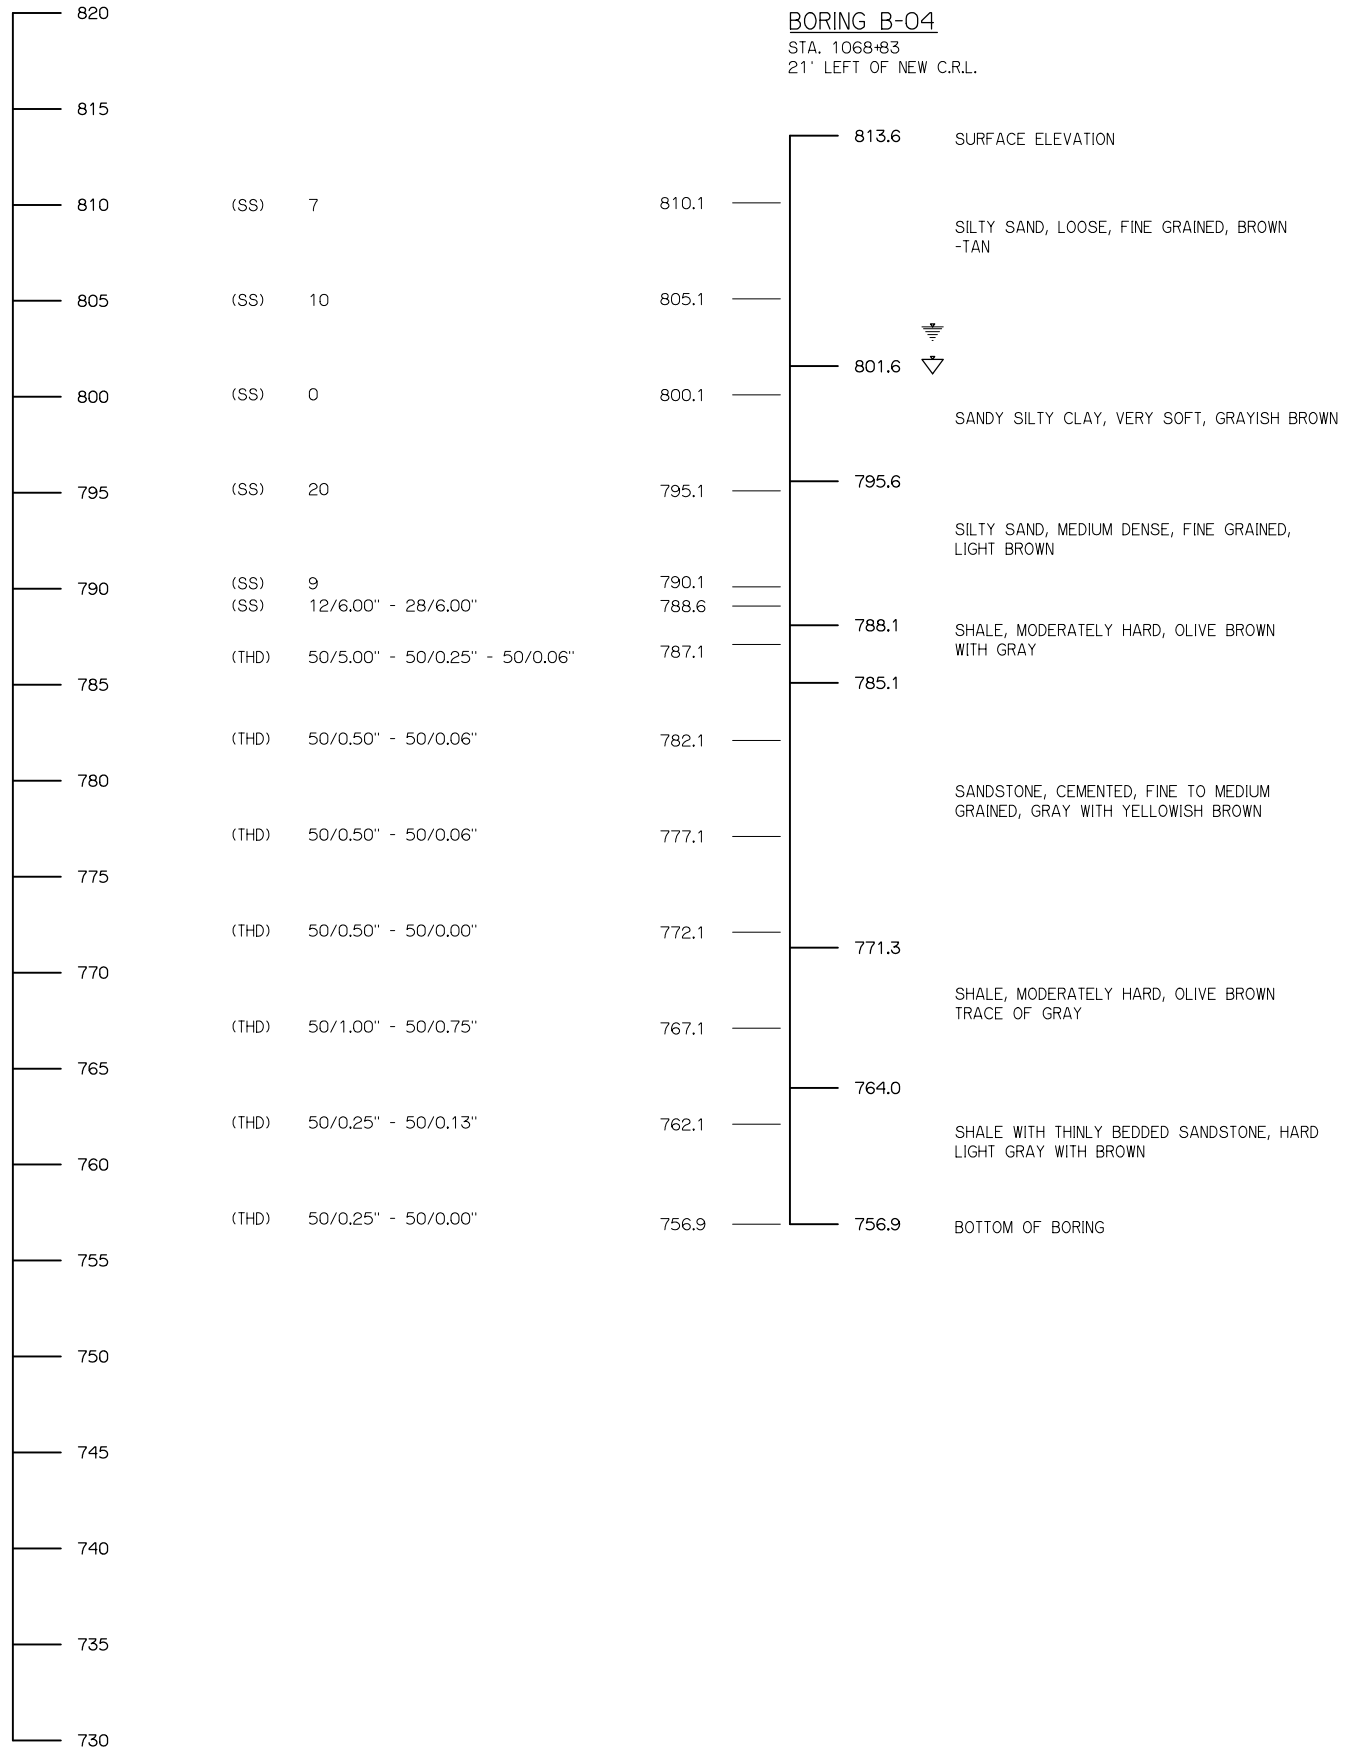 820
BORING B-04
STA. 1068+83
21' LEFT OF NEW C.R.L.
815
813.6 SURFACE ELEVATION
810 (SS) 7 810.1
SILTY SAND, LOOSE, FINE GRAINED, BROWN
-TAN
805 (SS) 10 805.1
801.6
800 (SS) 0 800.1
SANDY SILTY CLAY, VERY SOFT, GRAYISH BROWN
795.6
795 (SS) 20 795.1
SILTY SAND, MEDIUM DENSE, FINE GRAINED,
LIGHT BROWN
790 (SS) 9 790.1
(SS) 12/6.00" - 28/6.00" 788.6
788.1 SHALE, MODERATELY HARD, OLIVE BROWN
WITH GRAY
(THD) 50/5.00" - 50/0.25" - 50/0.06" 787.1
785 785.1
(THD) 50/0.50" - 50/0.06" 782.1
780
SANDSTONE, CEMENTED, FINE TO MEDIUM
GRAINED, GRAY WITH YELLOWISH BROWN
(THD) 50/0.50" - 50/0.06" 777.1
775
(THD) 50/0.50" - 50/0.00" 772.1
771.3
770
SHALE, MODERATELY HARD, OLIVE BROWN
TRACE OF GRAY
(THD) 50/1.00" - 50/0.75" 767.1
765
764.0
(THD) 50/0.25" - 50/0.13" 762.1
SHALE WITH THINLY BEDDED SANDSTONE, HARD
LIGHT GRAY WITH BROWN
760
(THD) 50/0.25" - 50/0.00" 756.9 756.9 BOTTOM OF BORING
755
750
745
740
735
730